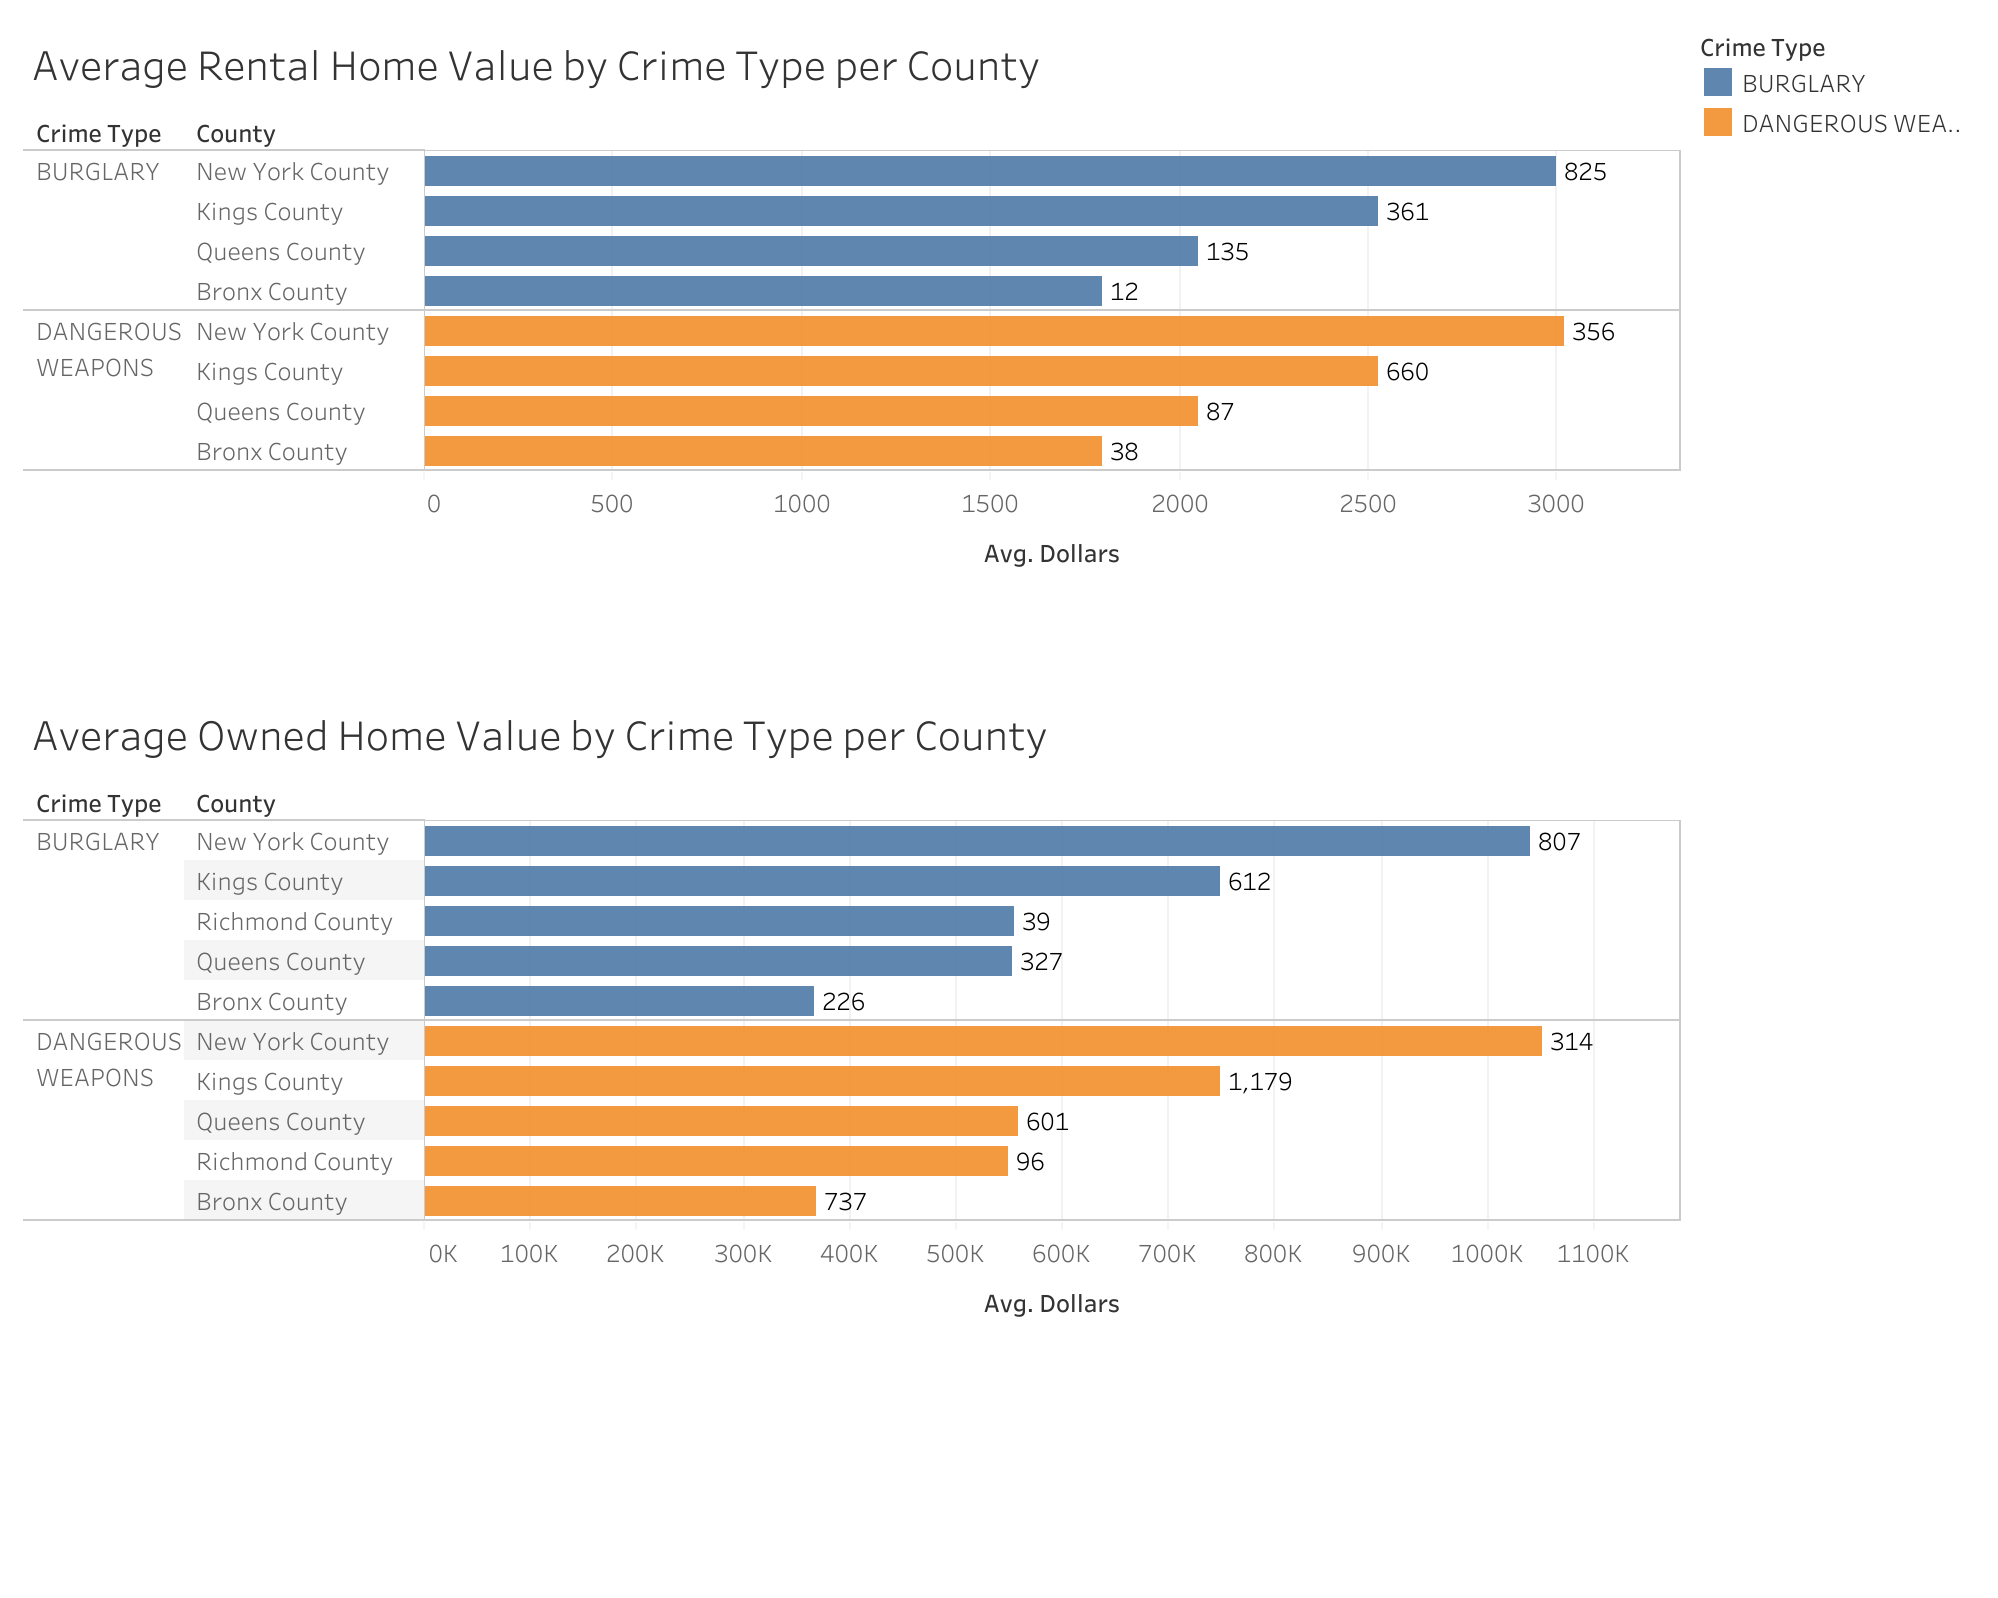 Average Rental Home Value by Crime Type per County
Crime Type
BURGLARY
DANGEROUS WEA..
Crime Type County
BURGLARY New York County 825
Kings County 361
Queens County 135
Bronx County 12
DANGEROUS New York County 356
WEAPONS
Kings County 660
Queens County 87
Bronx County 38
0 500 1000 1500 2000 2500 3000
Avg. Dollars
Average Owned Home Value by Crime Type per County
Crime Type County
BURGLARY New York County 807
Kings County 612
Richmond County 39
Queens County 327
Bronx County 226
DANGEROUS New York County 314
WEAPONS
Kings County 1,179
Queens County 601
Richmond County 96
Bronx County 737
0K 100K 200K 300K 400K 500K 600K 700K 800K 900K 1000K 1100K
Avg. Dollars